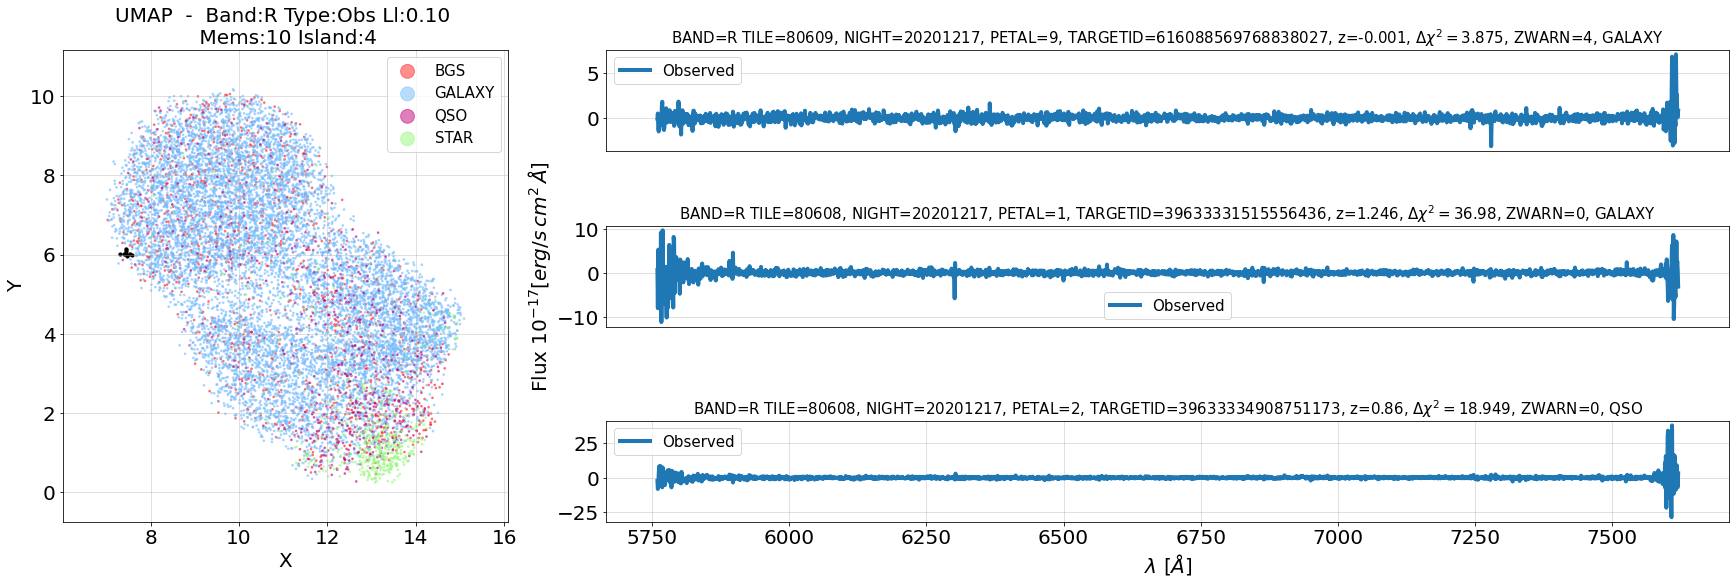 UMAP  -  Band:R Type:Obs Ll:0.10
Mems:10 Island:4
BGS
GALAXY
QSO
STAR
10
8
6
4
2
0
Y
8
10
12
14
16
X
BAND=R TILE=80609, NIGHT=20201217, PETAL=9, TARGETID=616088569768838027, z=-0.001, Δχ² = 3.875, ZWARN=4, GALAXY
Observed
5
0
BAND=R TILE=80608, NIGHT=20201217, PETAL=1, TARGETID=39633331515556436, z=1.246, Δχ² = 36.98, ZWARN=0, GALAXY
Observed
10
0
−10
Flux 10⁻¹⁷[erg/s cm² Å]
BAND=R TILE=80608, NIGHT=20201217, PETAL=2, TARGETID=39633334908751173, z=0.86, Δχ² = 18.949, ZWARN=0, QSO
Observed
25
0
−25
5750
6000
6250
6500
6750
7000
7250
7500
λ [Å]